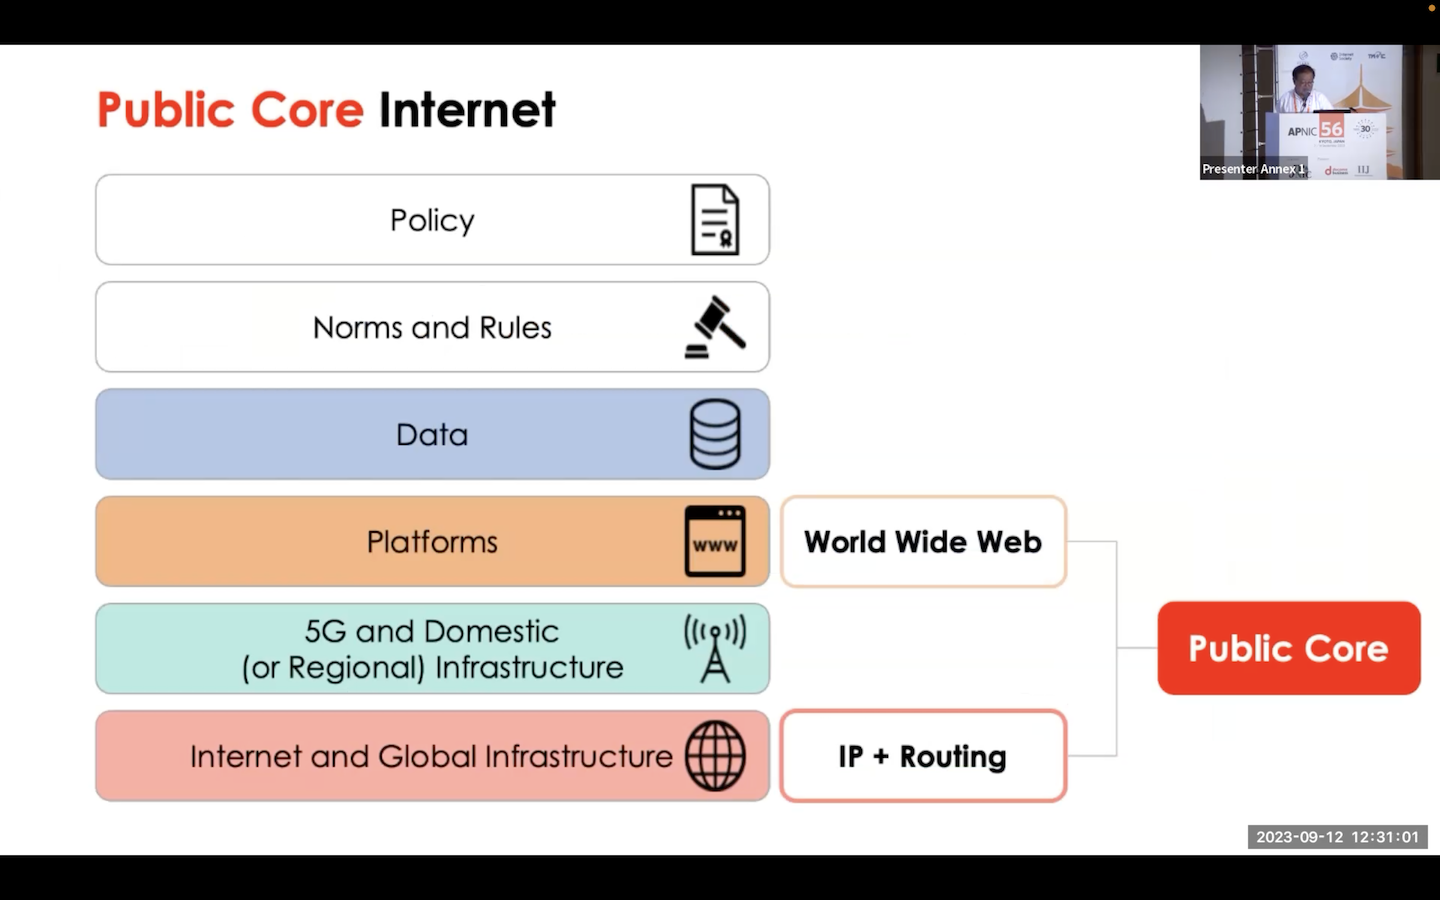 Public Core Internet
Policy
Norms and Rules
Data
Platforms
www
World Wide Web
5G and Domestic
(or Regional) Infrastructure
Public Core
Internet and Global Infrastructure
IP + Routing
APNIC 56
30
Presenter Annex 1
IIJ
2023-09-12 12:31:01